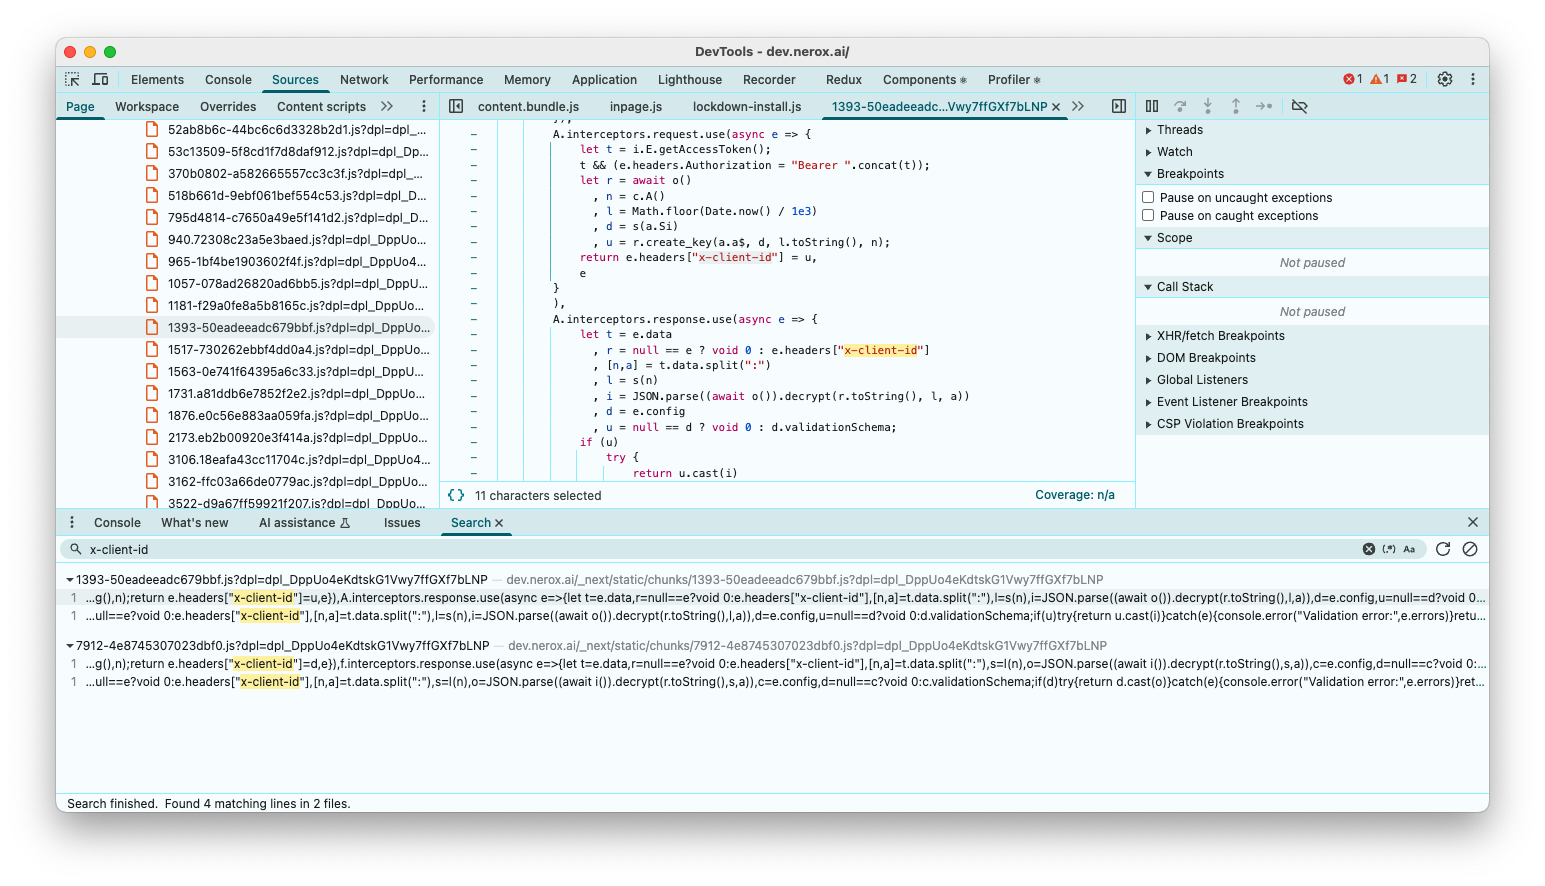 DevTools - dev.nerox.ai/
Elements Console Sources Network Performance Memory Application Lighthouse Recorder Redux Components Profiler 1 1 2
Page Workspace Overrides Content scripts
content.bundle.js inpage.js lockdown-install.js 1393-50eadeeadc...Vwy7ffGXf7bLNP
52ab8b6c-44bc6c6d3328b2d1.js?dpl=dpl_...
53c13509-5f8cd1f7d8daf912.js?dpl=dpl_Dp...
370b0802-a582665557cc3c3f.js?dpl=dpl_...
518b661d-9ebf061bef554c53.js?dpl=dpl_...
795d4814-c7650a49e5f141d2.js?dpl=dpl_D...
940.72308c23a5e3baed.js?dpl=dpl_DppUo...
965-1bf4be1903602f4f.js?dpl=dpl_DppUo4...
1057-078ad26820ad6bb5.js?dpl=dpl_DppU...
1181-f29a0fe8a5b8165c.js?dpl=dpl_DppUo...
1393-50eadeeadc679bbf.js?dpl=dpl_DppUo...
1517-730262ebbf4dd0a4.js?dpl=dpl_DppUo...
1563-0e741f64395a6c33.js?dpl=dpl_DppU...
1731.a81ddb6e7852f2e2.js?dpl=dpl_DppUo...
1876.e0c56e883aa059fa.js?dpl=dpl_DppUo...
2173.eb2b00920e3f414a.js?dpl=dpl_DppUo...
3106.18eafa43cc11704c.js?dpl=dpl_DppUo4...
3162-ffc03a66de0779ac.js?dpl=dpl_DppUo...
3522-d9a67ff59921f207.js?dpl=dpl_DppUo...
});
A.interceptors.request.use(async e => {
let t = i.E.getAccessToken();
t && (e.headers.Authorization = "Bearer ".concat(t));
let r = await o()
, n = c.A()
, l = Math.floor(Date.now() / 1e3)
, d = s(a.Si)
, u = r.create_key(a.a$, d, l.toString(), n);
return e.headers["x-client-id"] = u,
e
}
),
A.interceptors.response.use(async e => {
let t = e.data
, r = null == e ? void 0 : e.headers["x-client-id"]
, [n,a] = t.data.split(":")
, l = s(n)
, i = JSON.parse((await o()).decrypt(r.toString(), l, a))
, d = e.config
, u = null == d ? void 0 : d.validationSchema;
if (u)
try {
return u.cast(i)
{} 11 characters selected Coverage: n/a
Threads
Watch
Breakpoints
Pause on uncaught exceptions
Pause on caught exceptions
Scope
Not paused
Call Stack
Not paused
XHR/fetch Breakpoints
DOM Breakpoints
Global Listeners
Event Listener Breakpoints
CSP Violation Breakpoints
Console What's new AI assistance Issues Search
x-client-id (.*) Aa
1393-50eadeeadc679bbf.js?dpl=dpl_DppUo4eKdtskG1Vwy7ffGXf7bLNP — dev.nerox.ai/_next/static/chunks/1393-50eadeeadc679bbf.js?dpl=dpl_DppUo4eKdtskG1Vwy7ffGXf7bLNP
1 ...g(),n);return e.headers["x-client-id"]=u,e}),A.interceptors.response.use(async e=>{let t=e.data,r=null==e?void 0:e.headers["x-client-id"],[n,a]=t.data.split(":"),l=s(n),i=JSON.parse((await o()).decrypt(r.toString(),l,a)),d=e.config,u=null==d?void 0...
1 ...ull==e?void 0:e.headers["x-client-id"],[n,a]=t.data.split(":"),l=s(n),i=JSON.parse((await o()).decrypt(r.toString(),l,a)),d=e.config,u=null==d?void 0:d.validationSchema;if(u)try{return u.cast(i)}catch(e){console.error("Validation error:",e.errors)}retu...
7912-4e8745307023dbf0.js?dpl=dpl_DppUo4eKdtskG1Vwy7ffGXf7bLNP — dev.nerox.ai/_next/static/chunks/7912-4e8745307023dbf0.js?dpl=dpl_DppUo4eKdtskG1Vwy7ffGXf7bLNP
1 ...g(),n);return e.headers["x-client-id"]=d,e}),f.interceptors.response.use(async e=>{let t=e.data,r=null==e?void 0:e.headers["x-client-id"],[n,a]=t.data.split(":"),s=l(n),o=JSON.parse((await i()).decrypt(r.toString(),s,a)),c=e.config,d=null==c?void 0:...
1 ...ull==e?void 0:e.headers["x-client-id"],[n,a]=t.data.split(":"),s=l(n),o=JSON.parse((await i()).decrypt(r.toString(),s,a)),c=e.config,d=null==c?void 0:c.validationSchema;if(d)try{return d.cast(o)}catch(e){console.error("Validation error:",e.errors)}ret...
Search finished. Found 4 matching lines in 2 files.